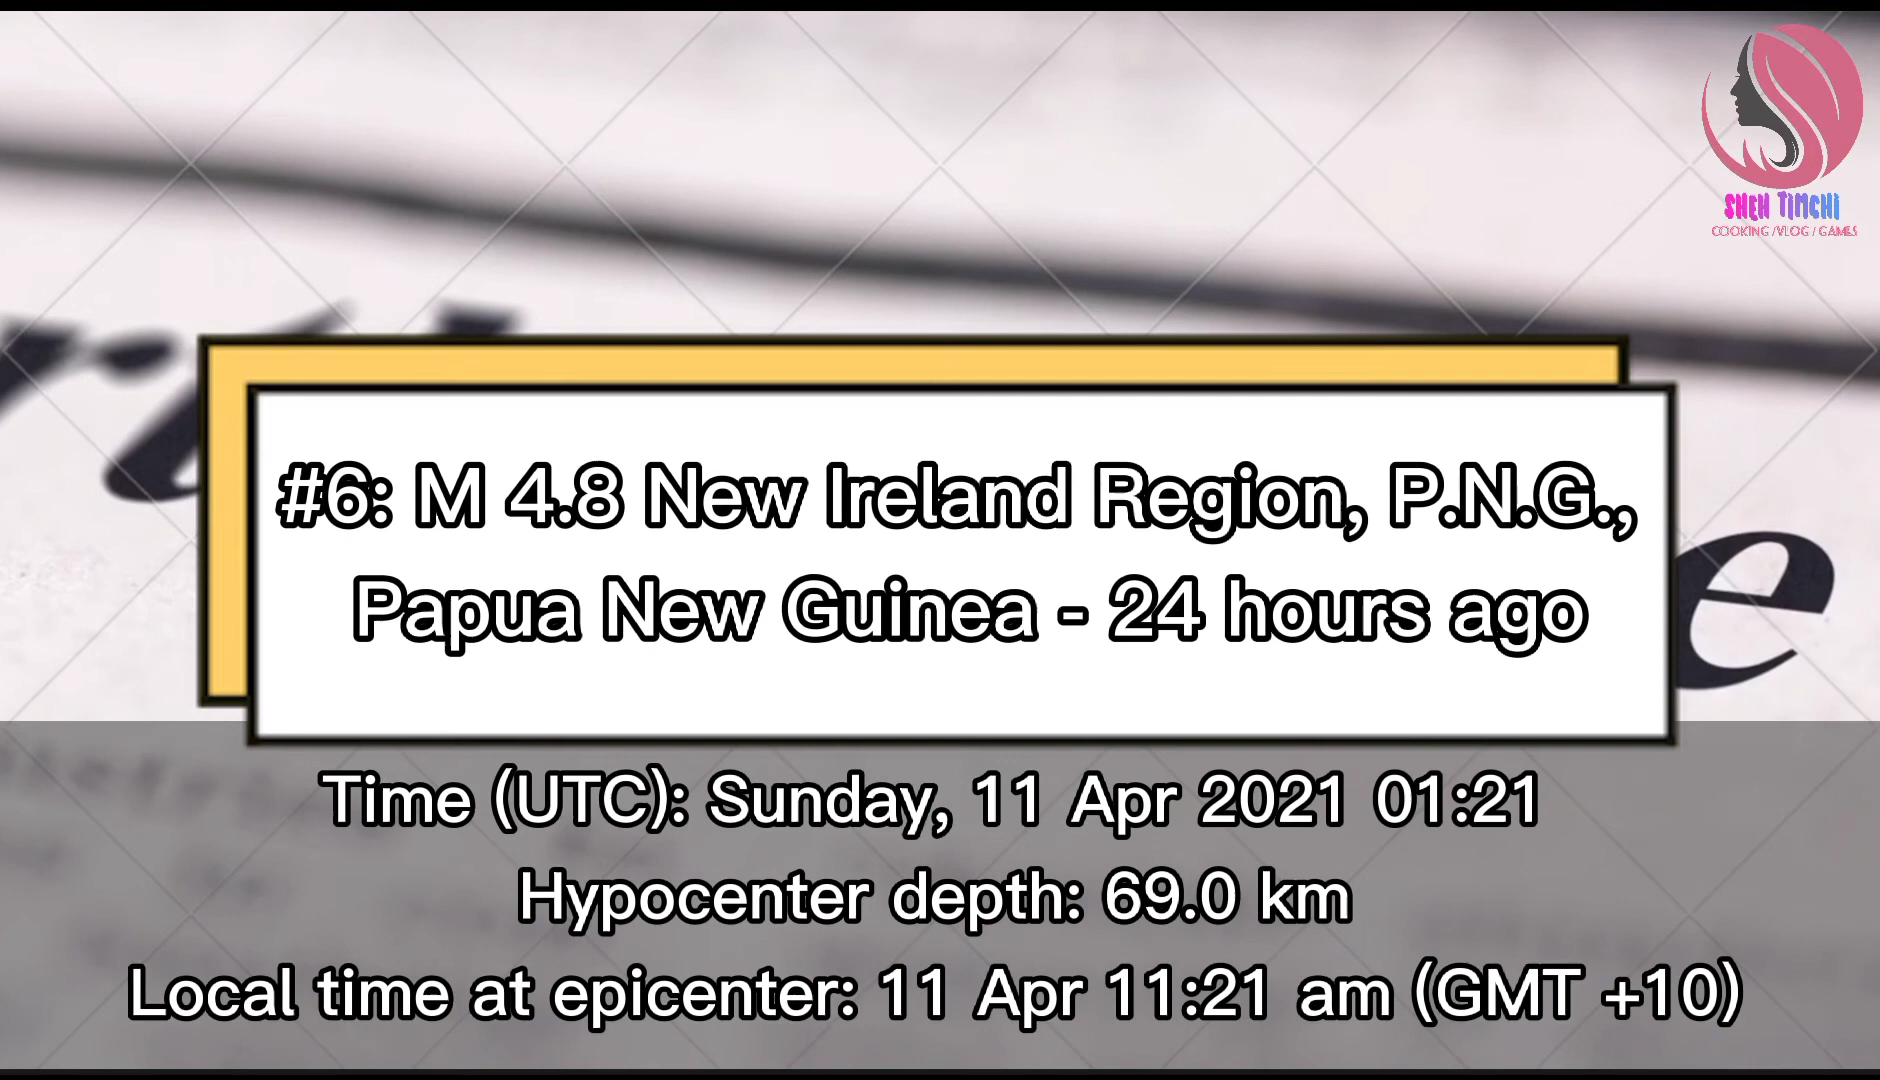 SHEH TIMCHI
COOKING / VLOG / GAMES
#6: M 4.8 New Ireland Region, P.N.G.,
Papua New Guinea - 24 hours ago
e
Time (UTC): Sunday, 11 Apr 2021 01:21
Hypocenter depth: 69.0 km
Local time at epicenter: 11 Apr 11:21 am (GMT +10)